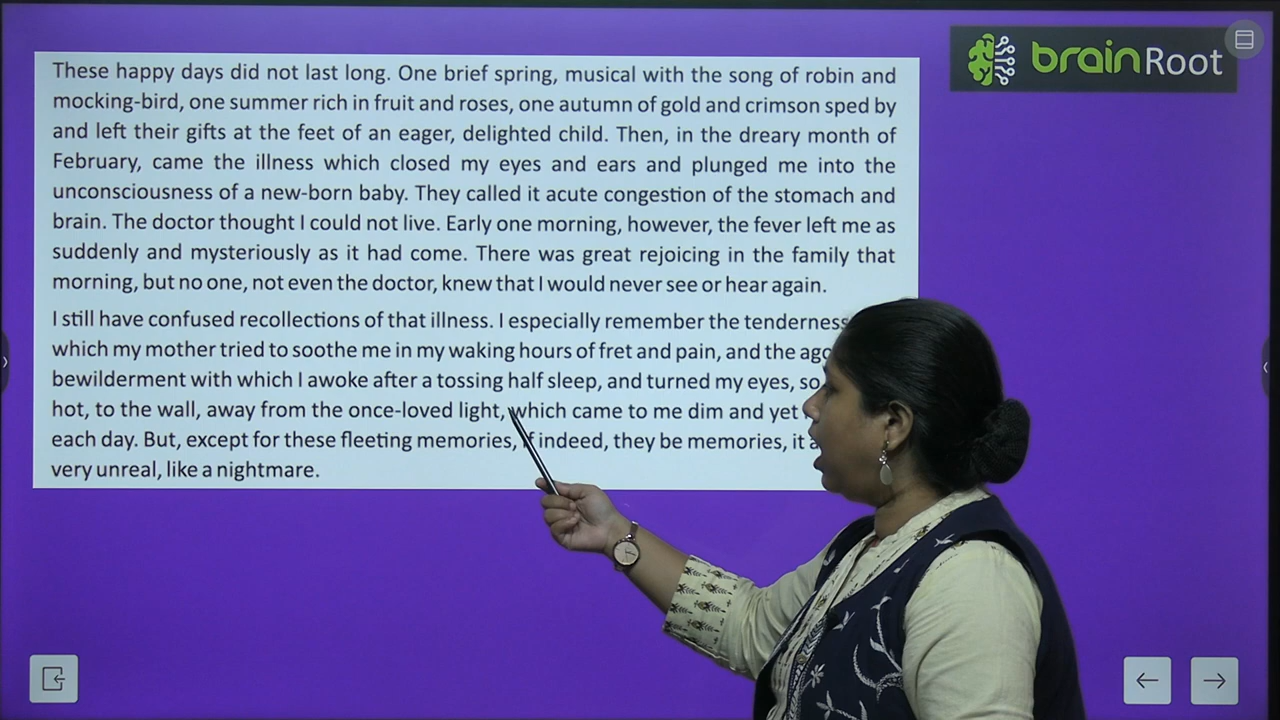 brainRoot
These happy days did not last long. One brief spring, musical with the song of robin and
mocking-bird, one summer rich in fruit and roses, one autumn of gold and crimson sped by
and left their gifts at the feet of an eager, delighted child. Then, in the dreary month of
February, came the illness which closed my eyes and ears and plunged me into the
unconsciousness of a new-born baby. They called it acute congestion of the stomach and
brain. The doctor thought I could not live. Early one morning, however, the fever left me as
suddenly and mysteriously as it had come. There was great rejoicing in the family that
morning, but no one, not even the doctor, knew that I would never see or hear again.
I still have confused recollections of that illness. I especially remember the tenderness
which my mother tried to soothe me in my waking hours of fret and pain, and the
bewilderment with which I awoke after a tossing half sleep, and turned my eyes,
hot, to the wall, away from the once-loved light, which came to me dim and yet
each day. But, except for these fleeting memories, if indeed, they be memories, it
very unreal, like a nightmare.